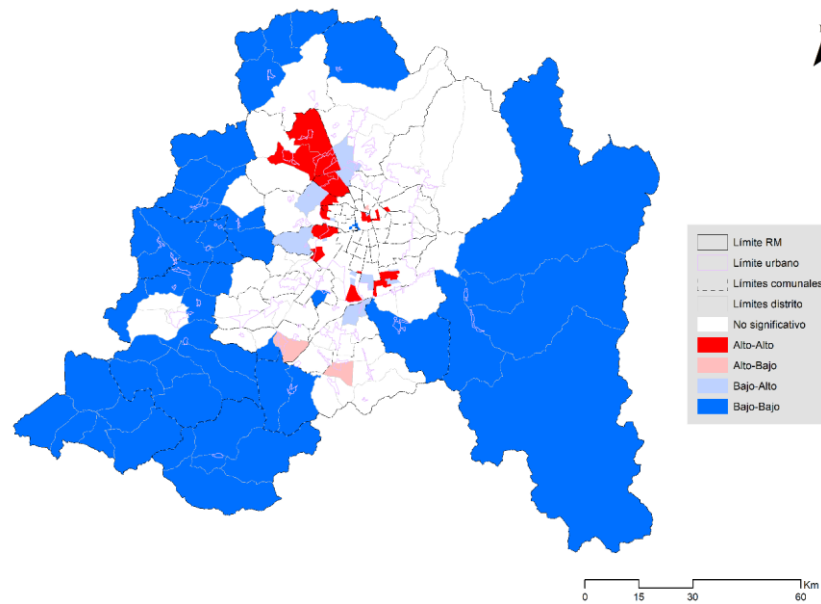 Límite RM
Límite urbano
Límites comunales
Límites distrito
No significativo
Alto-Alto
Alto-Bajo
Bajo-Alto
Bajo-Bajo
Km
0 15 30 60